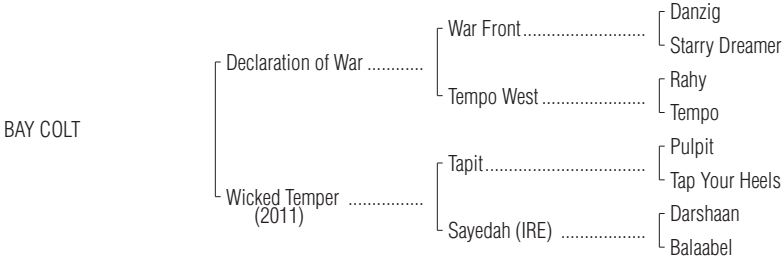 Danzig
War Front..........................
Starry Dreamer
Declaration of War ............
Rahy
Tempo West ......................
Tempo
BAY COLT
Pulpit
Tapit..................................
Tap Your Heels
Wicked Temper ................
(2011)
Darshaan
Sayedah (IRE) ..................
Balaabel